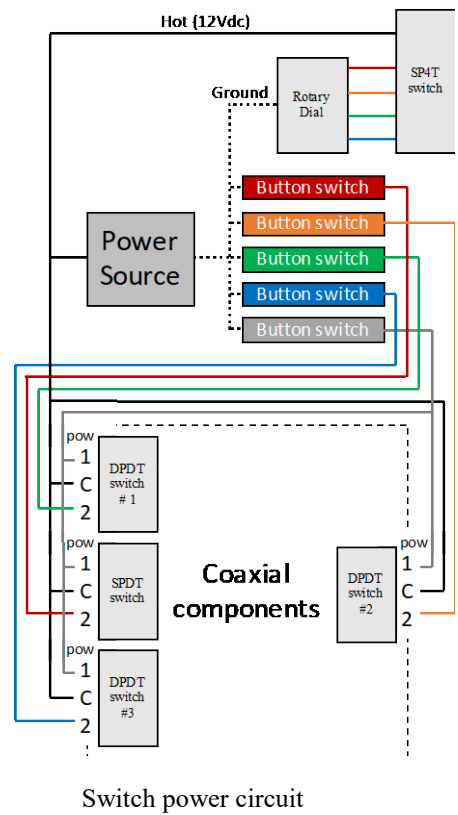 Hot (12Vdc)
SP4T
switch
Rotary
Dial
Ground
Button switch
Button switch
Power
Source
Button switch
Button switch
Button switch
pow
1
C
2
DPDT
switch
# 1
pow
1
C
2
SPDT
switch
Coaxial
components
DPDT
switch
#2
pow
1
C
2
pow
1
C
2
DPDT
switch
#3
Switch power circuit